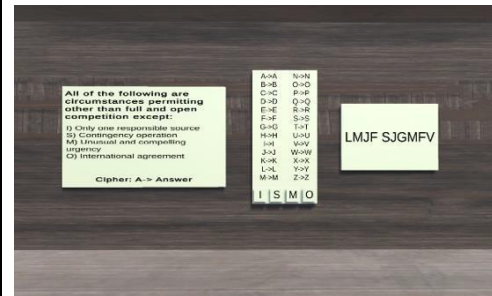 All of the following are
circumstances permitting
other than full and open
competition except:
I) Only one responsible source
S) Contingency operation
M) Unusual and compelling
urgency
O) International agreement
Cipher: A-> Answer
A->A N->N
B->B O->O
C->C P->P
D->D Q->Q
E->E R->R
F->F S->S
G->G T->T
H->H U->U
I->I V->V
J->J W->W
K->K X->X
L->L Y->Y
M->M Z->Z
I S M O
LMJF SJGMFV